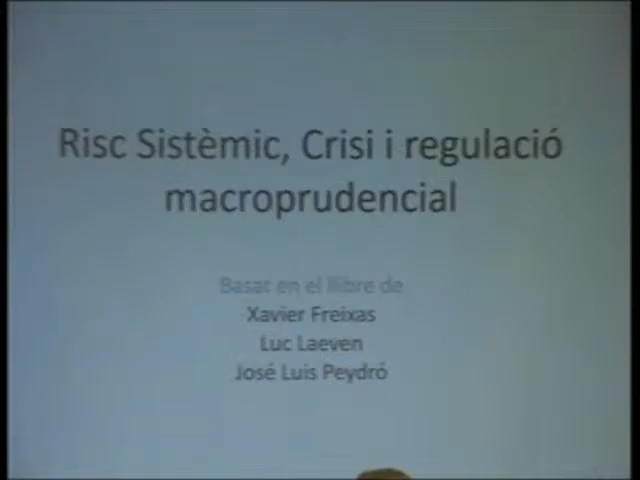 Risc Sistèmic, Crisi i regulació
macroprudencial
Basat en el llibre de
Xavier Freixas
Luc Laeven
José Luis Peydró